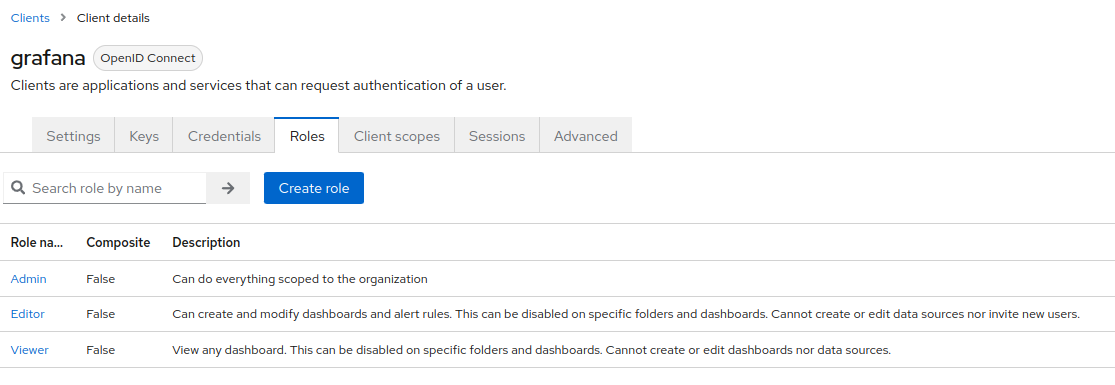 Clients > Client details
grafana OpenID Connect
Clients are applications and services that can request authentication of a user.
Settings Keys Credentials Roles Client scopes Sessions Advanced
Search role by name → Create role
Role na... Composite Description
Admin False Can do everything scoped to the organization
Editor False Can create and modify dashboards and alert rules. This can be disabled on specific folders and dashboards. Cannot create or edit data sources nor invite new users.
Viewer False View any dashboard. This can be disabled on specific folders and dashboards. Cannot create or edit dashboards nor data sources.